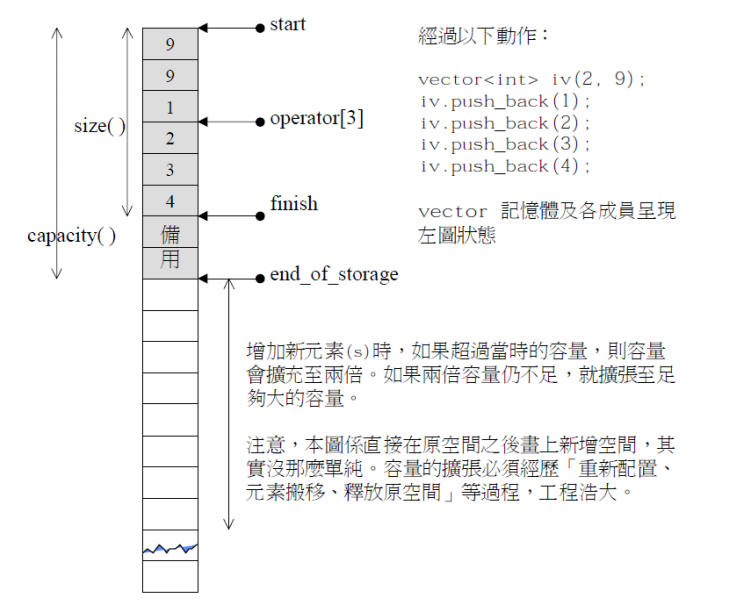 start
9
9
1
operator[3]
2
size( )
3
4
finish
capacity( )
備
用
end_of_storage
經過以下動作：
vector<int> iv(2, 9);
iv.push_back(1);
iv.push_back(2);
iv.push_back(3);
iv.push_back(4);
vector 記憶體及各成員呈現
左圖狀態
增加新元素(s)時，如果超過當時的容量，則容量
會擴充至兩倍。如果兩倍容量仍不足，就擴張至足
夠大的容量。
注意，本圖係直接在原空間之後畫上新增空間，其
實沒那麼單純。容量的擴張必須經歷「重新配置、
元素搬移、釋放原空間」等過程，工程浩大。